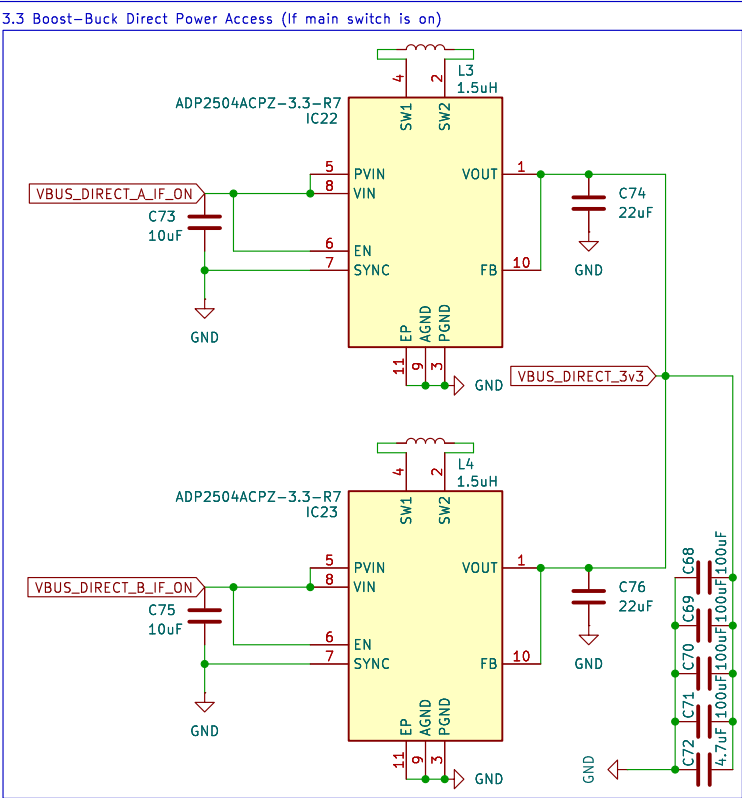 3.3 Boost-Buck Direct Power Access (If main switch is on)
L3
1.5uH
4
2
ADP2504ACPZ-3.3-R7
IC22
SW1
SW2
VBUS_DIRECT_A_IF_ON
5
PVIN
8
VIN
VOUT
1
C73
10uF
C74
22uF
6
EN
7
SYNC
FB
10
GND
GND
EP
AGND
PGND
11
9
3
GND
VBUS_DIRECT_3v3
L4
1.5uH
4
2
ADP2504ACPZ-3.3-R7
IC23
SW1
SW2
VBUS_DIRECT_B_IF_ON
5
PVIN
8
VIN
VOUT
1
C75
10uF
C76
22uF
6
EN
7
SYNC
FB
10
GND
GND
EP
AGND
PGND
11
9
3
GND
C68
100uF
C69
100uF
C70
100uF
C71
100uF
C72
4.7uF
GND